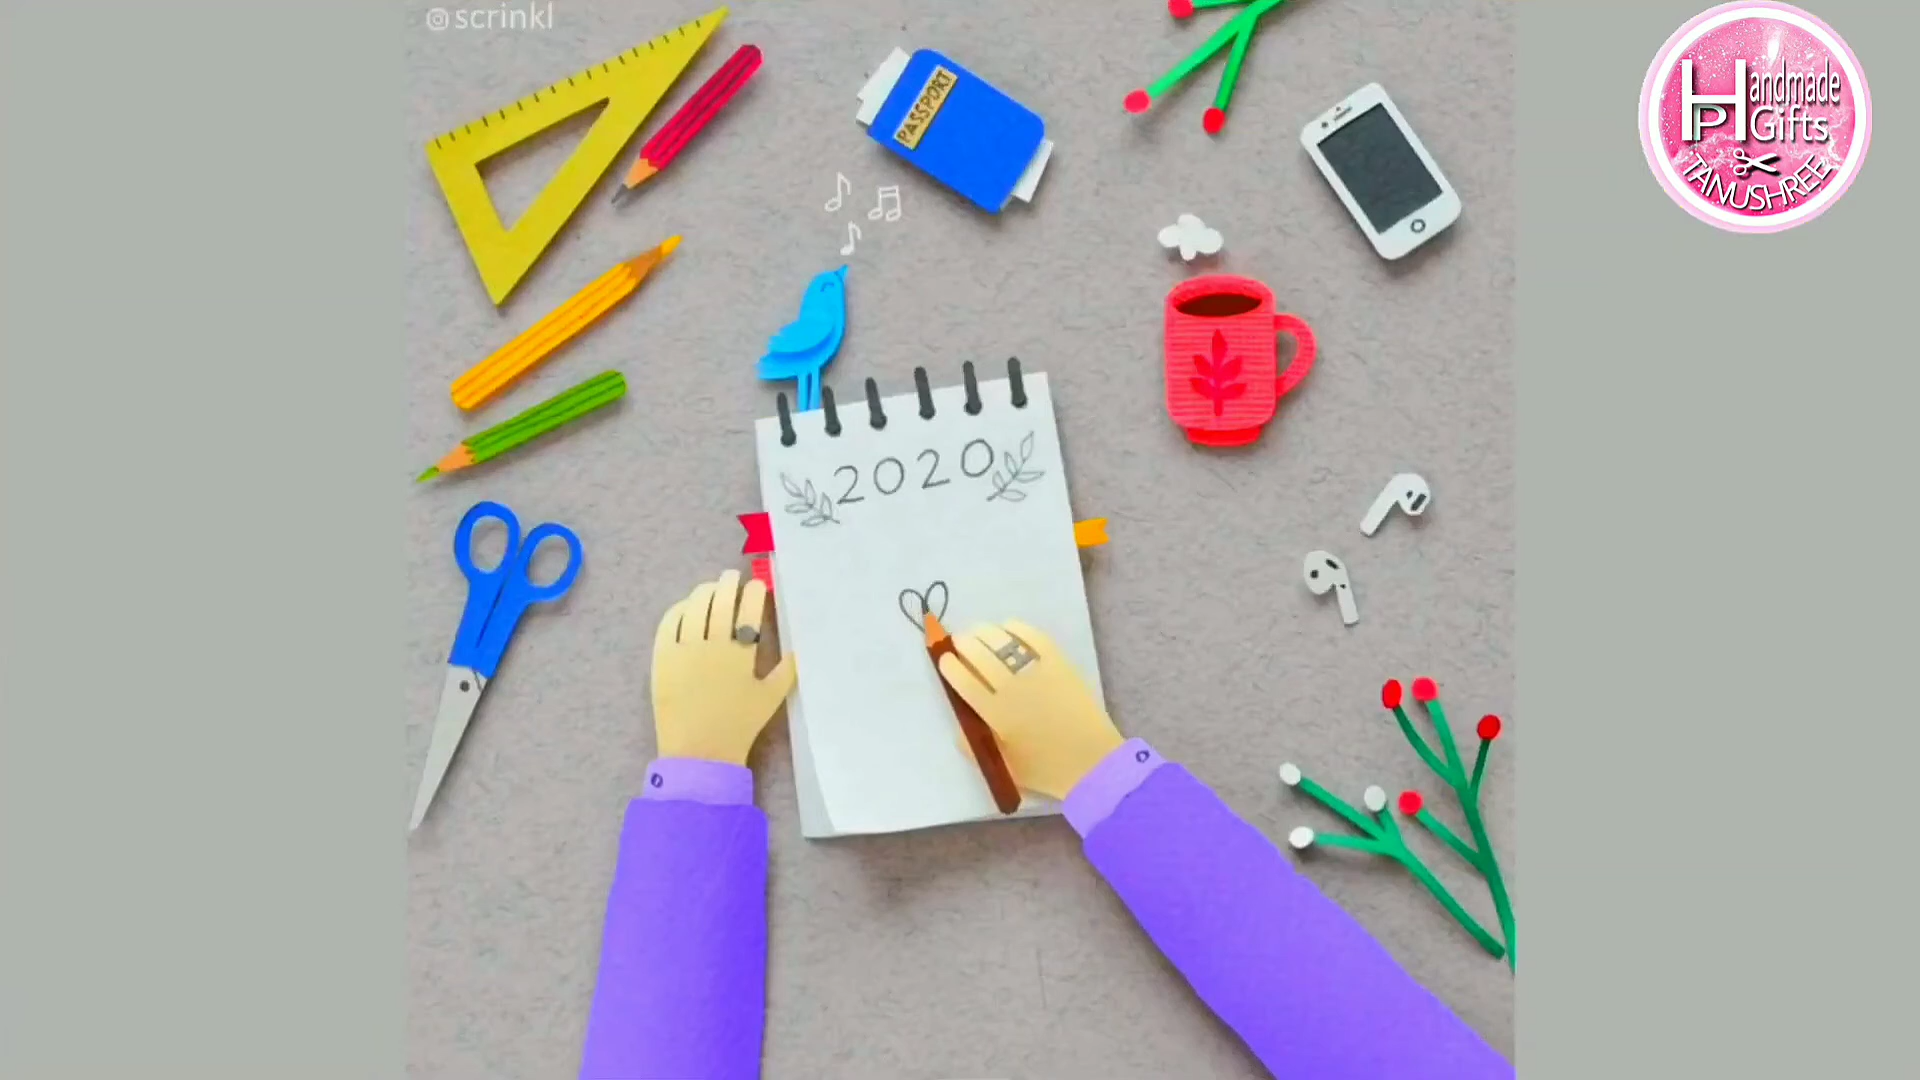 @scrinkl
PASSPORT
2020
H
Handmade
Gifts
TANUSHREE